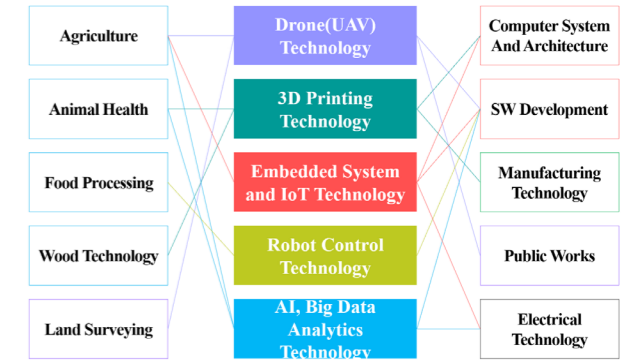 Agriculture
Drone(UAV)
Technology
Computer System
And Architecture
Animal Health
3D Printing
Technology
SW Development
Food Processing
Embedded System
and IoT Technology
Manufacturing
Technology
Wood Technology
Robot Control
Technology
Public Works
Land Surveying
AI, Big Data
Analytics
Technology
Electrical
Technology